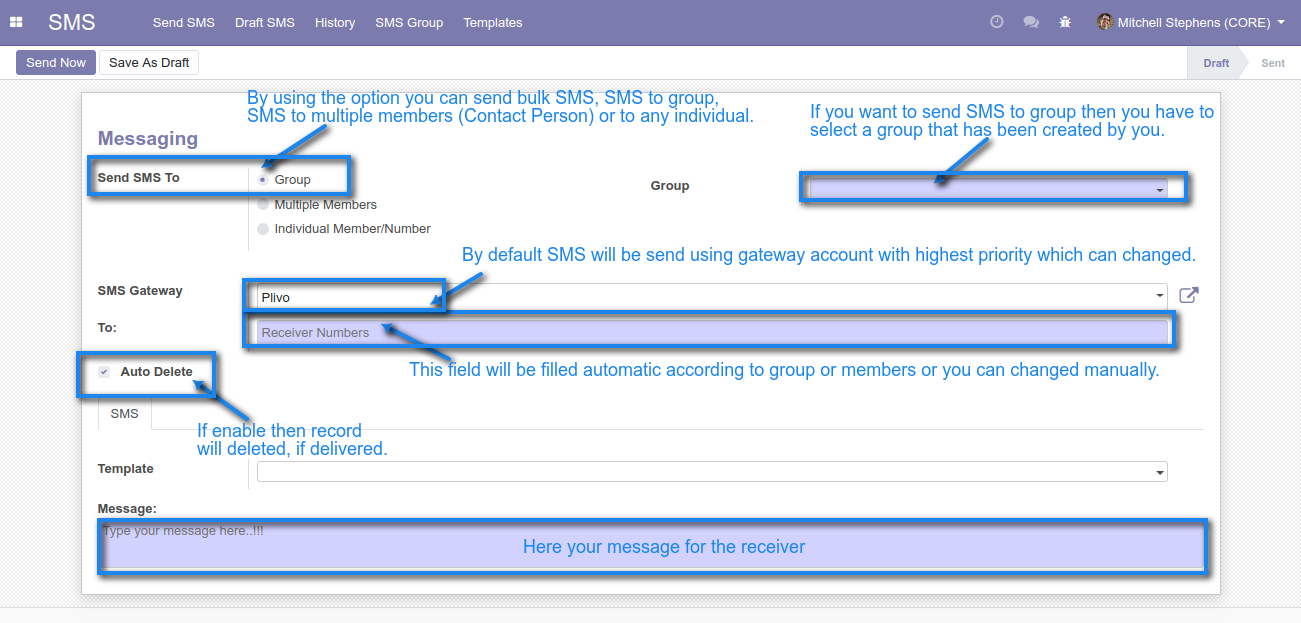 SMS Send SMS Draft SMS History SMS Group Templates Mitchell Stephens (CORE)
Send Now Save As Draft Draft Sent
By using the option you can send bulk SMS, SMS to group,
SMS to multiple members (Contact Person) or to any individual.
If you want to send SMS to group then you have to
select a group that has been created by you.
Messaging
Send SMS To
Group
Multiple Members
Individual Member/Number
Group
By default SMS will be send using gateway account with highest priority which can changed.
SMS Gateway
Plivo
To:
Receiver Numbers
This field will be filled automatic according to group or members or you can changed manually.
Auto Delete
SMS
If enable then record
will deleted, if delivered.
Template
Message:
Type your message here..!!!
Here your message for the receiver